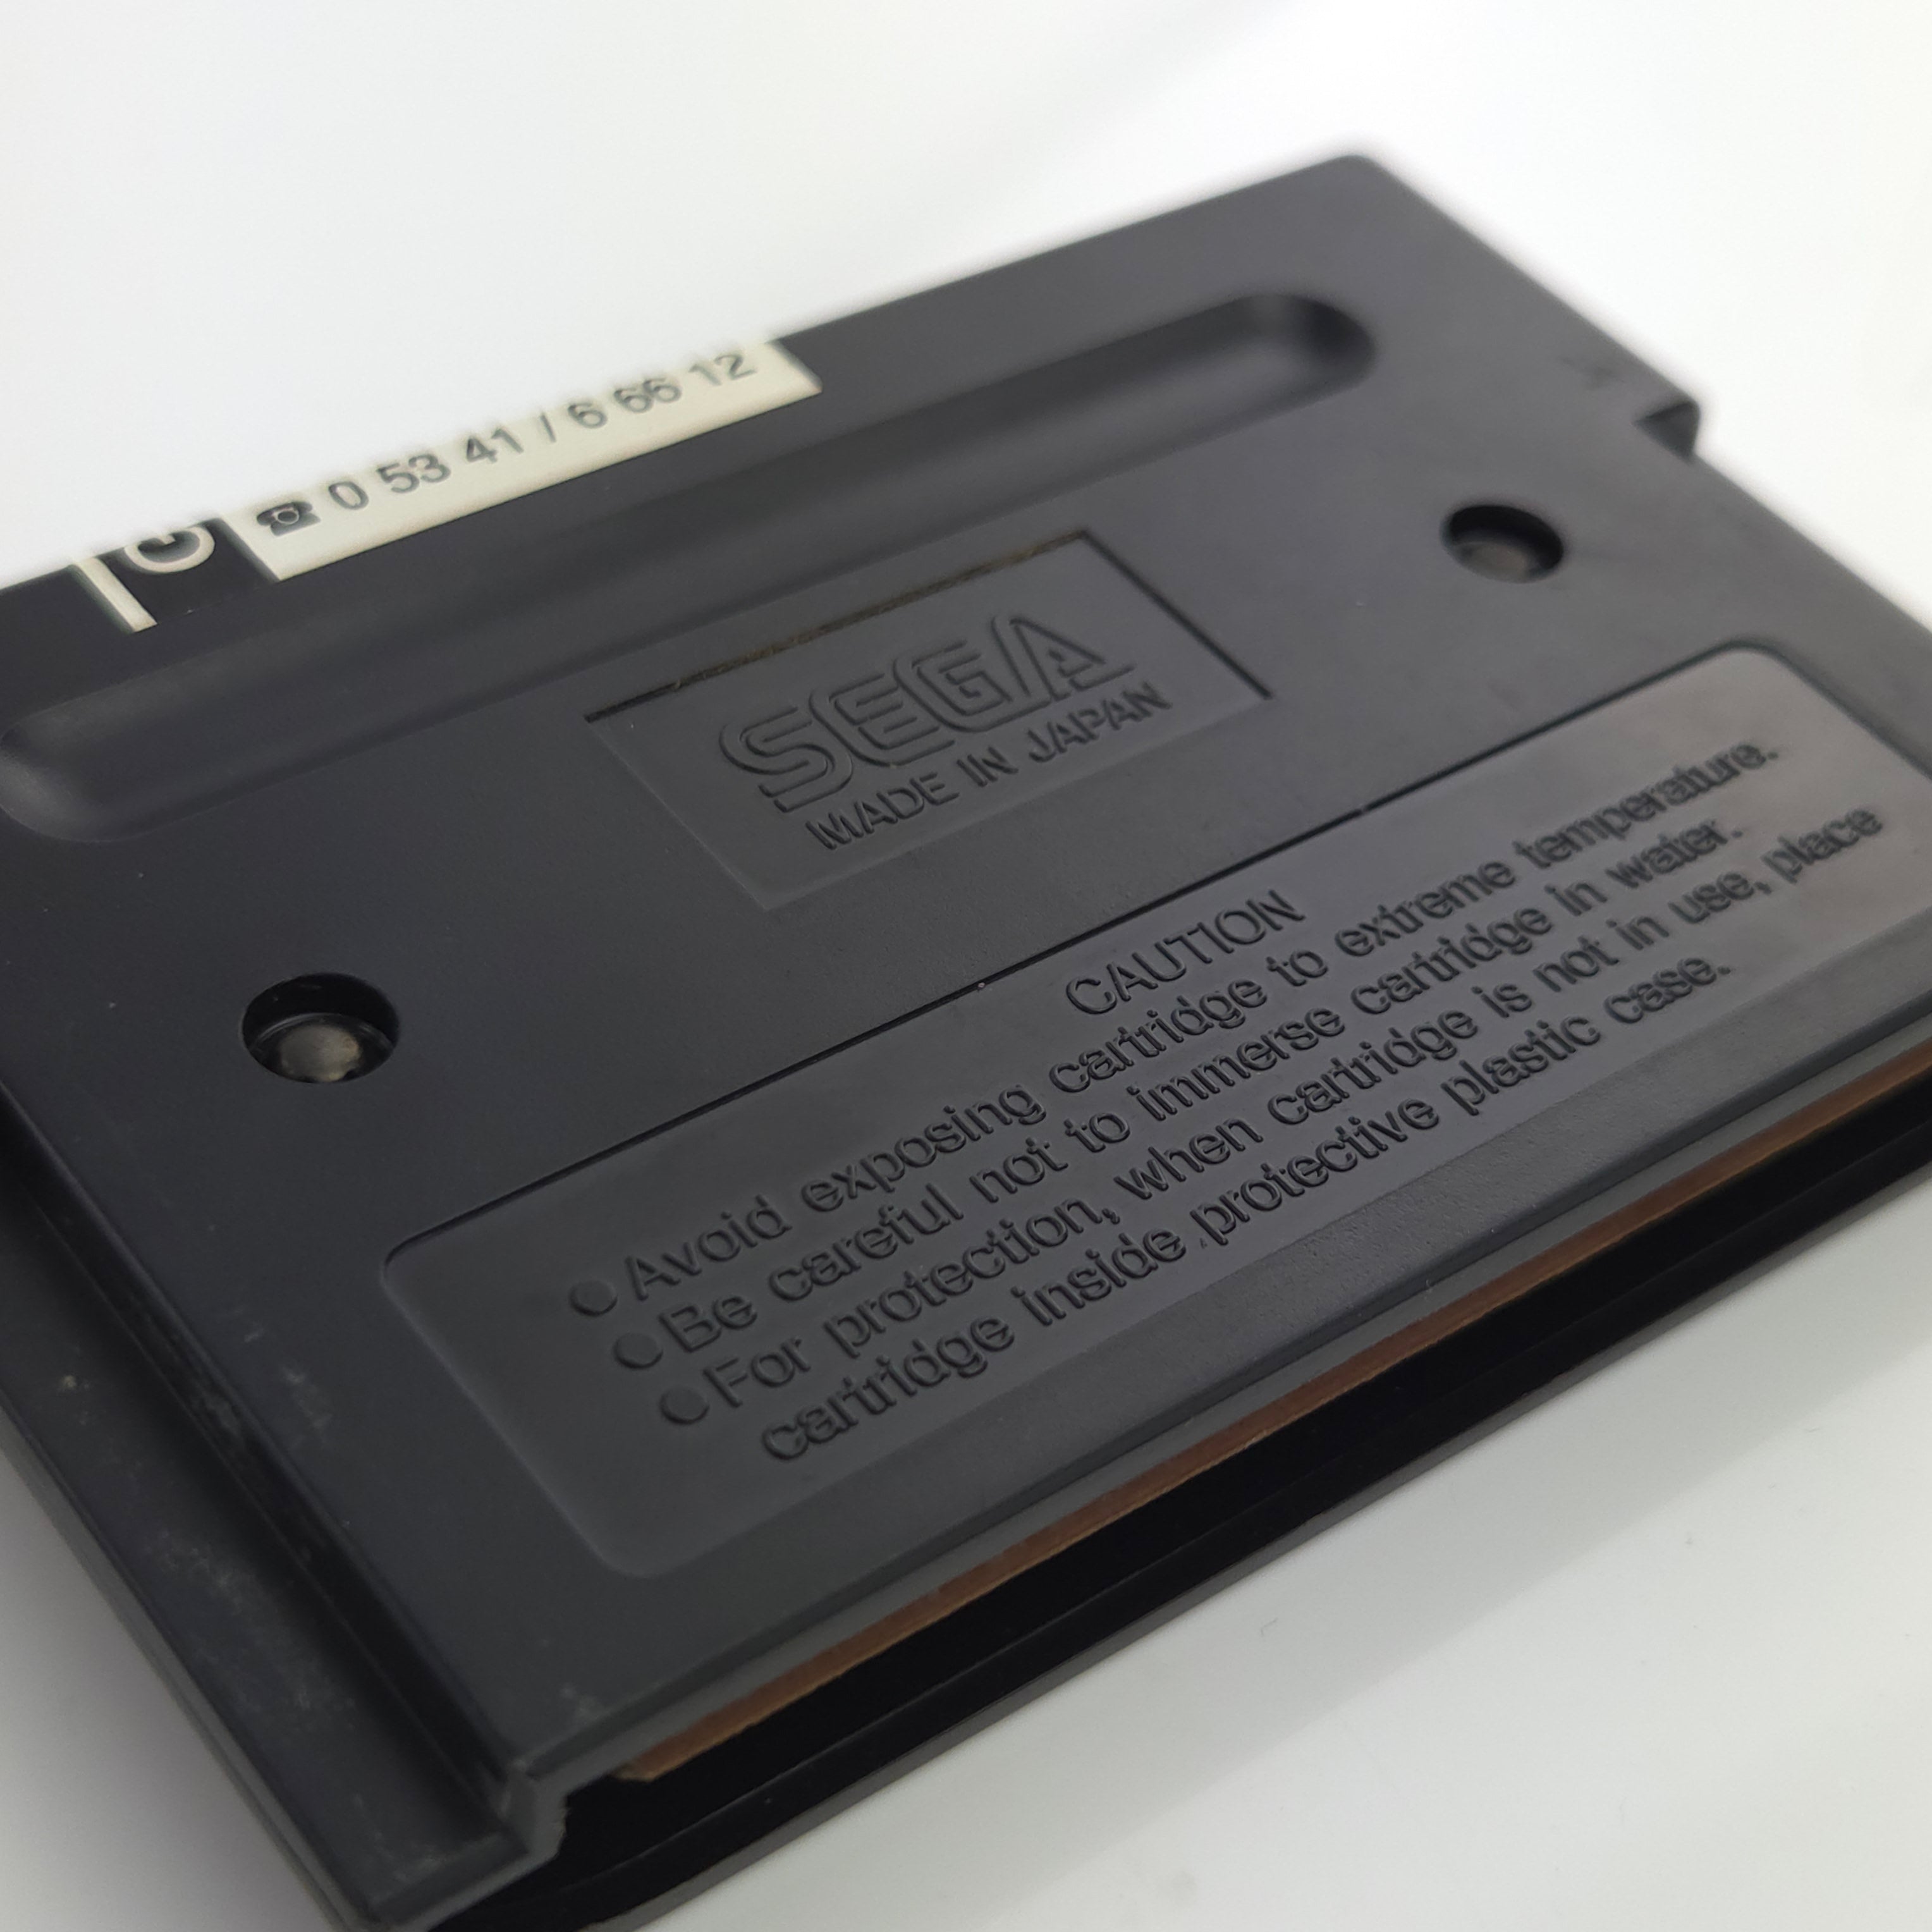 ☎ 0 53 41 / 6 66 12
SEGA
MADE IN JAPAN
CAUTION
● Avoid exposing cartridge to extreme temperature.
● Be careful not to immerse cartridge in water.
● For protection, when cartridge is not in use, place
cartridge inside protective plastic case.